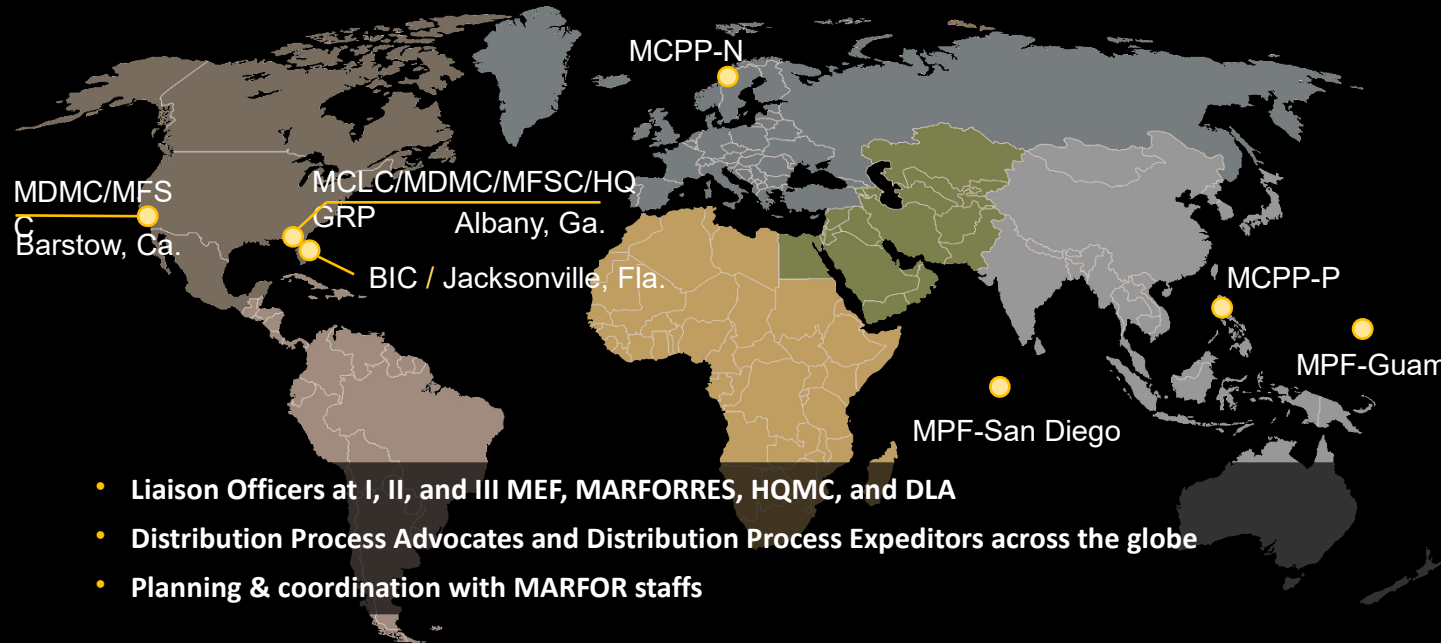 MCPP-N
MDMC/MFS
C
Barstow, Ca.
MCLC/MDMC/MFSC/HQ
GRP
Albany, Ga.
BIC / Jacksonville, Fla.
MCPP-P
MPF-Guam
MPF-San Diego
• Liaison Officers at I, II, and III MEF, MARFORRES, HQMC, and DLA
• Distribution Process Advocates and Distribution Process Expeditors across the globe
• Planning & coordination with MARFOR staffs